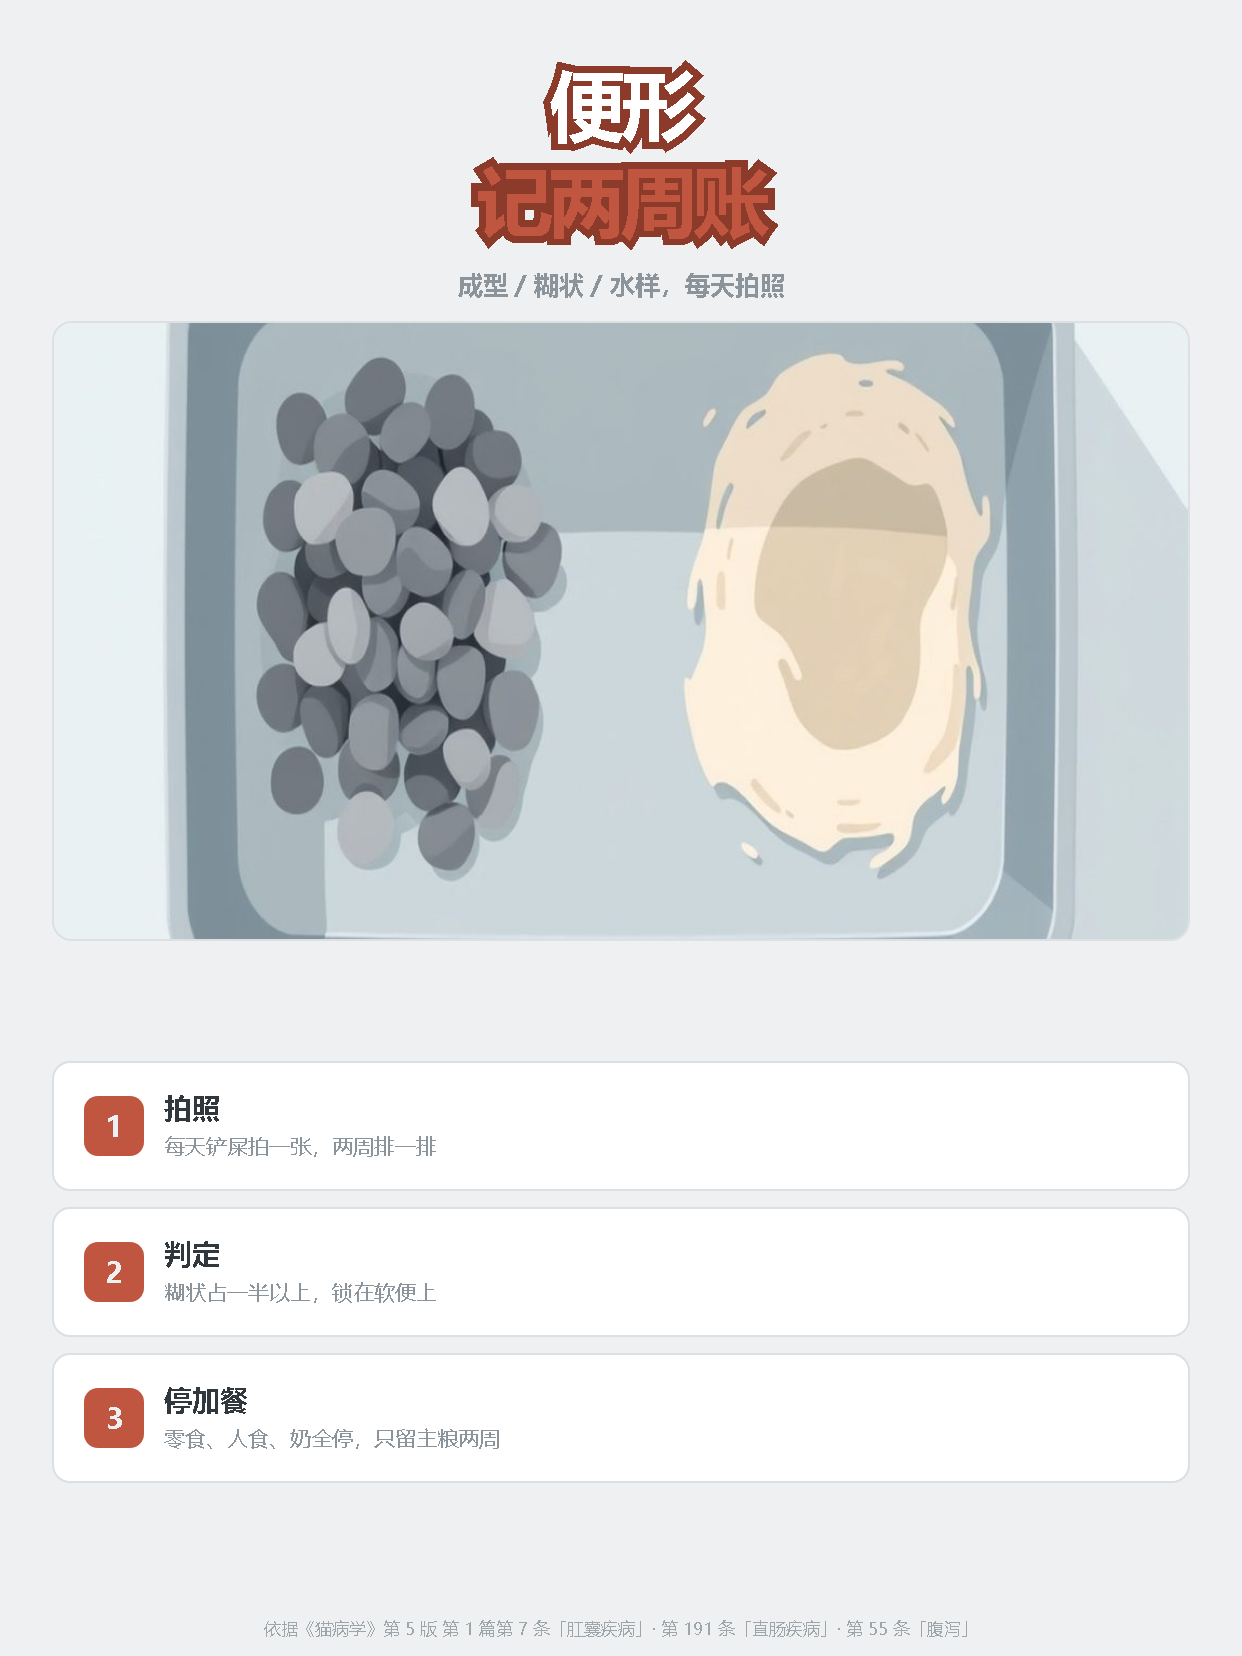 便形
记两周账
成型 / 糊状 / 水样，每天拍照
1
拍照
每天铲屎拍一张，两周排一排
2
判定
糊状占一半以上，锁在软便上
3
停加餐
零食、人食、奶全停，只留主粮两周
依据《猫病学》第 5 版 第 1 篇第 7 条「肛囊疾病」· 第 191 条「直肠疾病」· 第 55 条「腹泻」